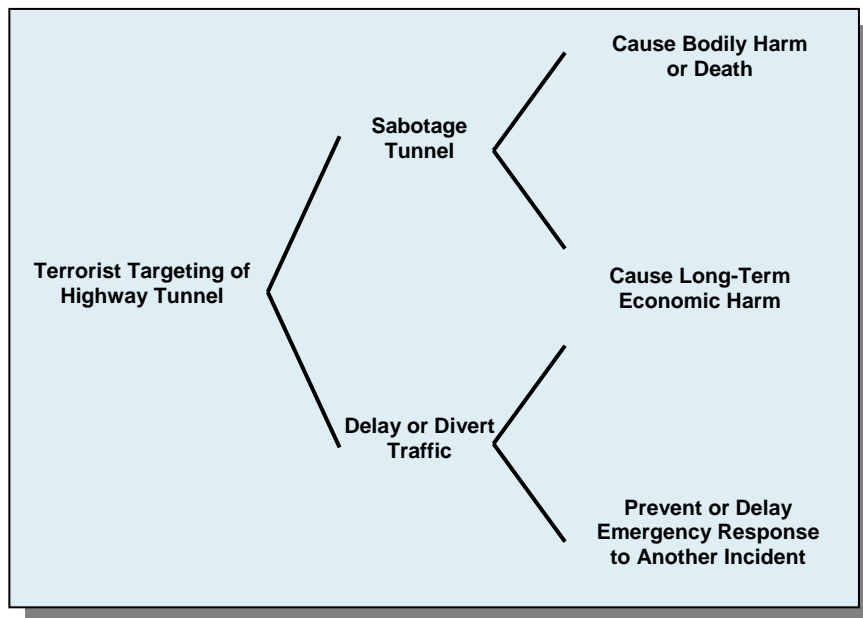 Cause Bodily Harm
or Death
Sabotage
Tunnel
Terrorist Targeting of
Highway Tunnel
Cause Long-Term
Economic Harm
Delay or Divert
Traffic
Prevent or Delay
Emergency Response
to Another Incident